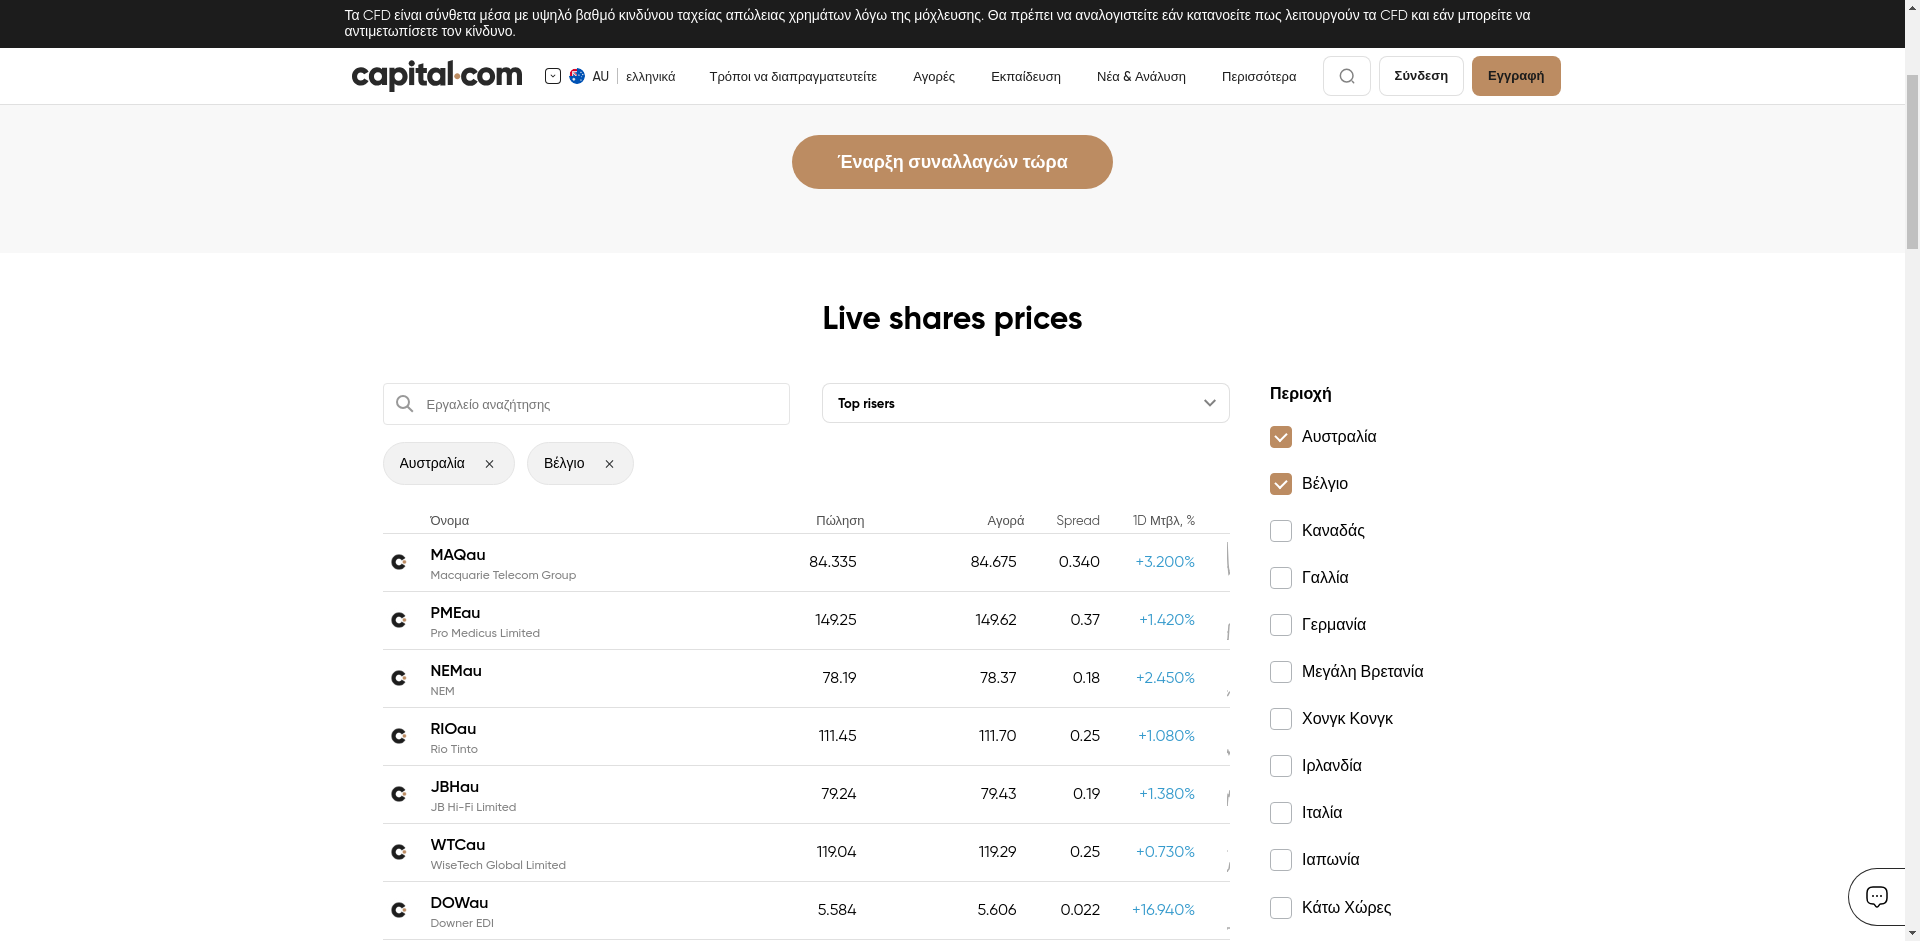 Τα CFD είναι σύνθετα μέσα με υψηλό βαθμό κινδύνου ταχείας απώλειας χρημάτων λόγω της μόχλευσης. Θα πρέπει να αναλογιστείτε εάν κατανοείτε πως λειτουργούν τα CFD και εάν μπορείτε να
αντιμετωπίσετε τον κίνδυνο.
capital.com AU ελληνικά Τρόποι να διαπραγματευτείτε Αγορές Εκπαίδευση Νέα & Ανάλυση Περισσότερα Σύνδεση Εγγραφή
Έναρξη συναλλαγών τώρα
Live shares prices
Εργαλείο αναζήτησης
Top risers
Αυστραλία
Βέλγιο
Όνομα Πώληση Αγορά Spread 1D Μτβλ, %
MAQau 84.335 84.675 0.340 +3.200%
Macquarie Telecom Group
PMEau 149.25 149.62 0.37 +1.420%
Pro Medicus Limited
NEMau 78.19 78.37 0.18 +2.450%
NEM
RIOau 111.45 111.70 0.25 +1.080%
Rio Tinto
JBHau 79.24 79.43 0.19 +1.380%
JB Hi-Fi Limited
WTCau 119.04 119.29 0.25 +0.730%
WiseTech Global Limited
DOWau 5.584 5.606 0.022 +16.940%
Downer EDI
Περιοχή
Αυστραλία
Βέλγιο
Καναδάς
Γαλλία
Γερμανία
Μεγάλη Βρετανία
Χονγκ Κονγκ
Ιρλανδία
Ιταλία
Ιαπωνία
Κάτω Χώρες